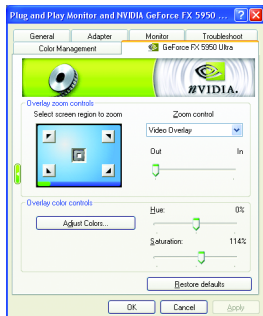 Plug and Play Monitor and NVIDIA GeForce FX 5950 ...
General Adapter Monitor Troubleshoot
Color Management GeForce FX 5950 Ultra
nVIDIA.
Overlay zoom controls
Select screen region to zoom
Zoom control
Video Overlay
Out In
Overlay color controls
Adjust Colors...
Hue: 0%
Saturation: 114%
Restore defaults
OK Cancel Apply